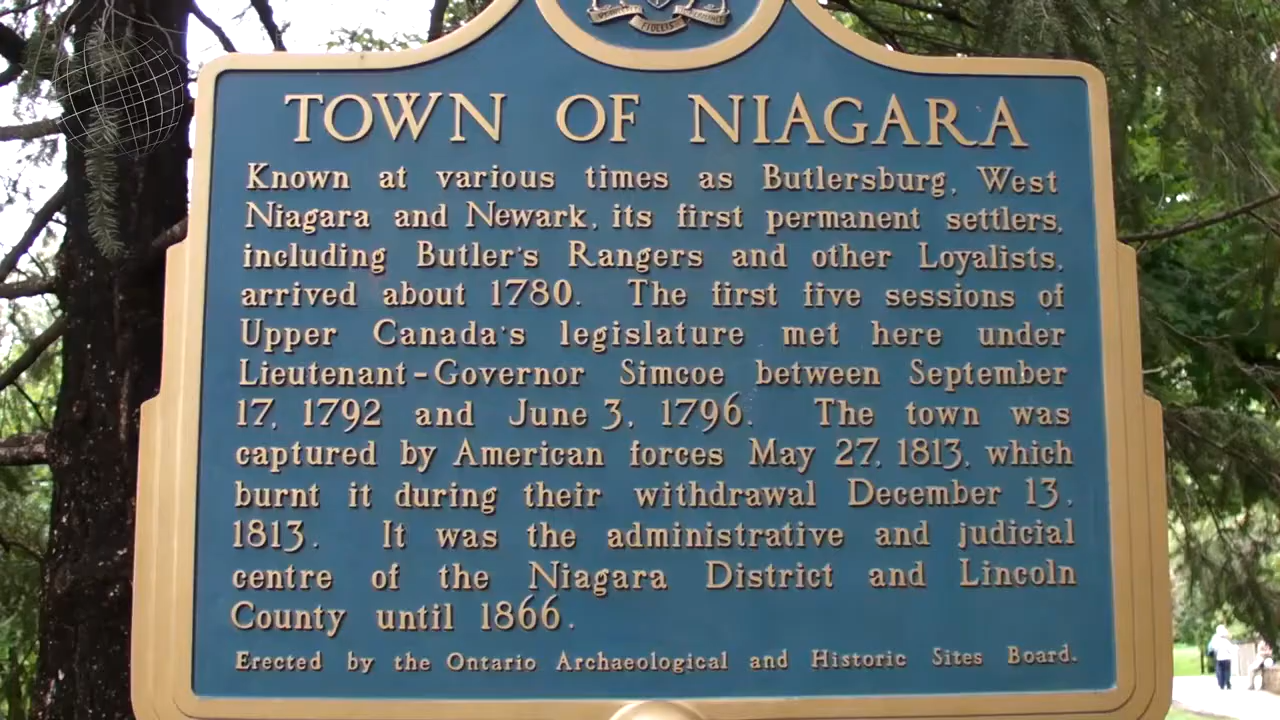 FIDELIS
TOWN OF NIAGARA
Known at various times as Butlersburg, West
Niagara and Newark, its first permanent settlers,
including Butler's Rangers and other Loyalists,
arrived about 1780. The first five sessions of
Upper Canada's legislature met here under
Lieutenant-Governor Simcoe between September
17, 1792 and June 3, 1796. The town was
captured by American forces May 27, 1813, which
burnt it during their withdrawal December 13,
1813. It was the administrative and judicial
centre of the Niagara District and Lincoln
County until 1866.
Erected by the Ontario Archaeological and Historic Sites Board.